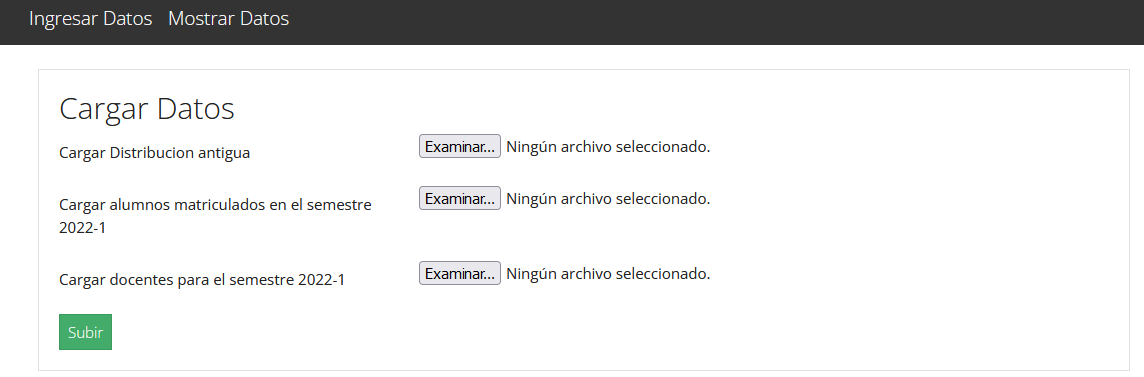 Ingresar Datos Mostrar Datos
Cargar Datos
Cargar Distribucion antigua Examinar... Ningún archivo seleccionado.
Cargar alumnos matriculados en el semestre Examinar... Ningún archivo seleccionado.
2022-1
Cargar docentes para el semestre 2022-1 Examinar... Ningún archivo seleccionado.
Subir